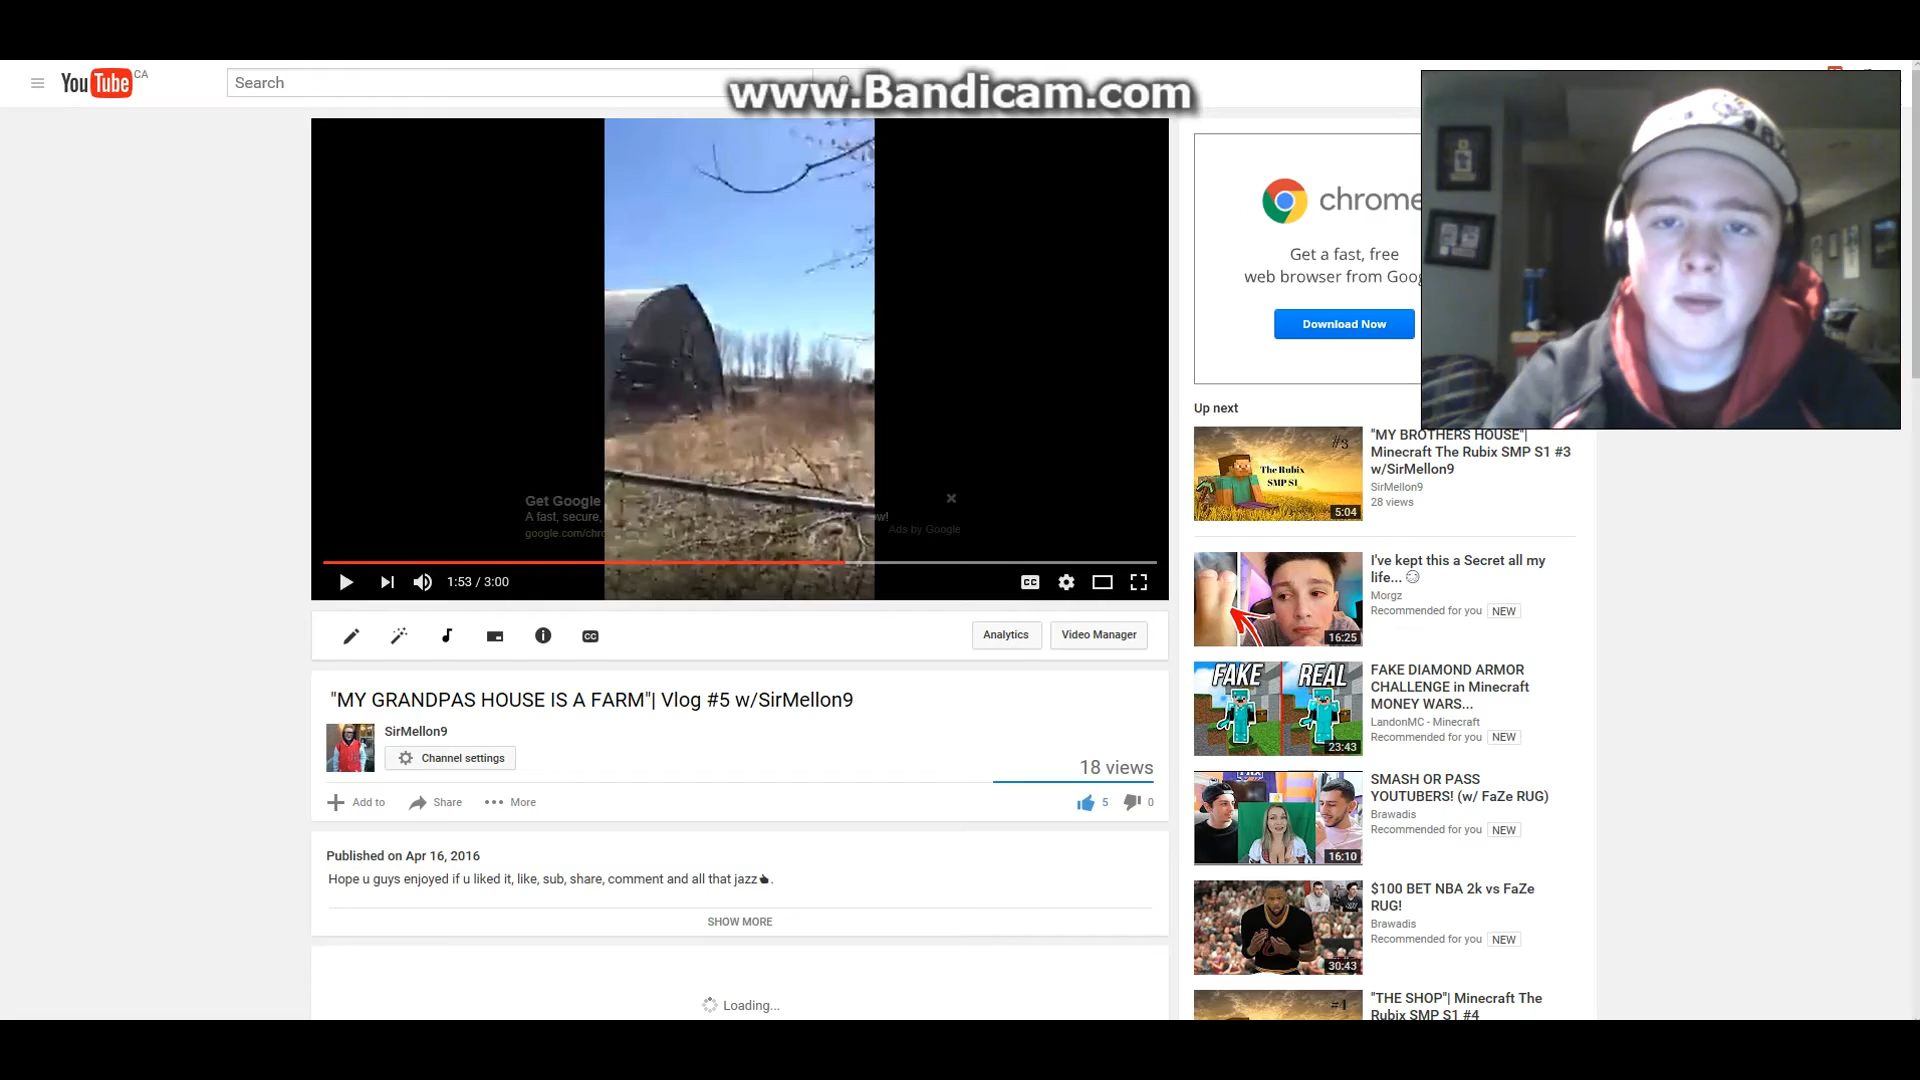 YouTube CA
Search
www.Bandicam.com
chrome
Get a fast, free
web browser from Goog
Download Now
Get Google
A fast, secure,
google.com/chro
Ads by Google
1:53 / 3:00
CC
Analytics
Video Manager
"MY GRANDPAS HOUSE IS A FARM"| Vlog #5 w/SirMellon9
SirMellon9
Channel settings
18 views
Add to
Share
More
5
0
Published on Apr 16, 2016
Hope u guys enjoyed if u liked it, like, sub, share, comment and all that jazz.
SHOW MORE
Loading...
Up next
#3
The Rubix
SMP S1
5:04
"MY BROTHERS HOUSE"|
Minecraft The Rubix SMP S1 #3
w/SirMellon9
SirMellon9
28 views
16:25
I've kept this a Secret all my
life...
Morgz
Recommended for you NEW
FAKE REAL
23:43
FAKE DIAMOND ARMOR
CHALLENGE in Minecraft
MONEY WARS...
LandonMC - Minecraft
Recommended for you NEW
16:10
SMASH OR PASS
YOUTUBERS! (w/ FaZe RUG)
Brawadis
Recommended for you NEW
30:43
$100 BET NBA 2k vs FaZe
RUG!
Brawadis
Recommended for you NEW
"THE SHOP"| Minecraft The
Rubix SMP S1 #4